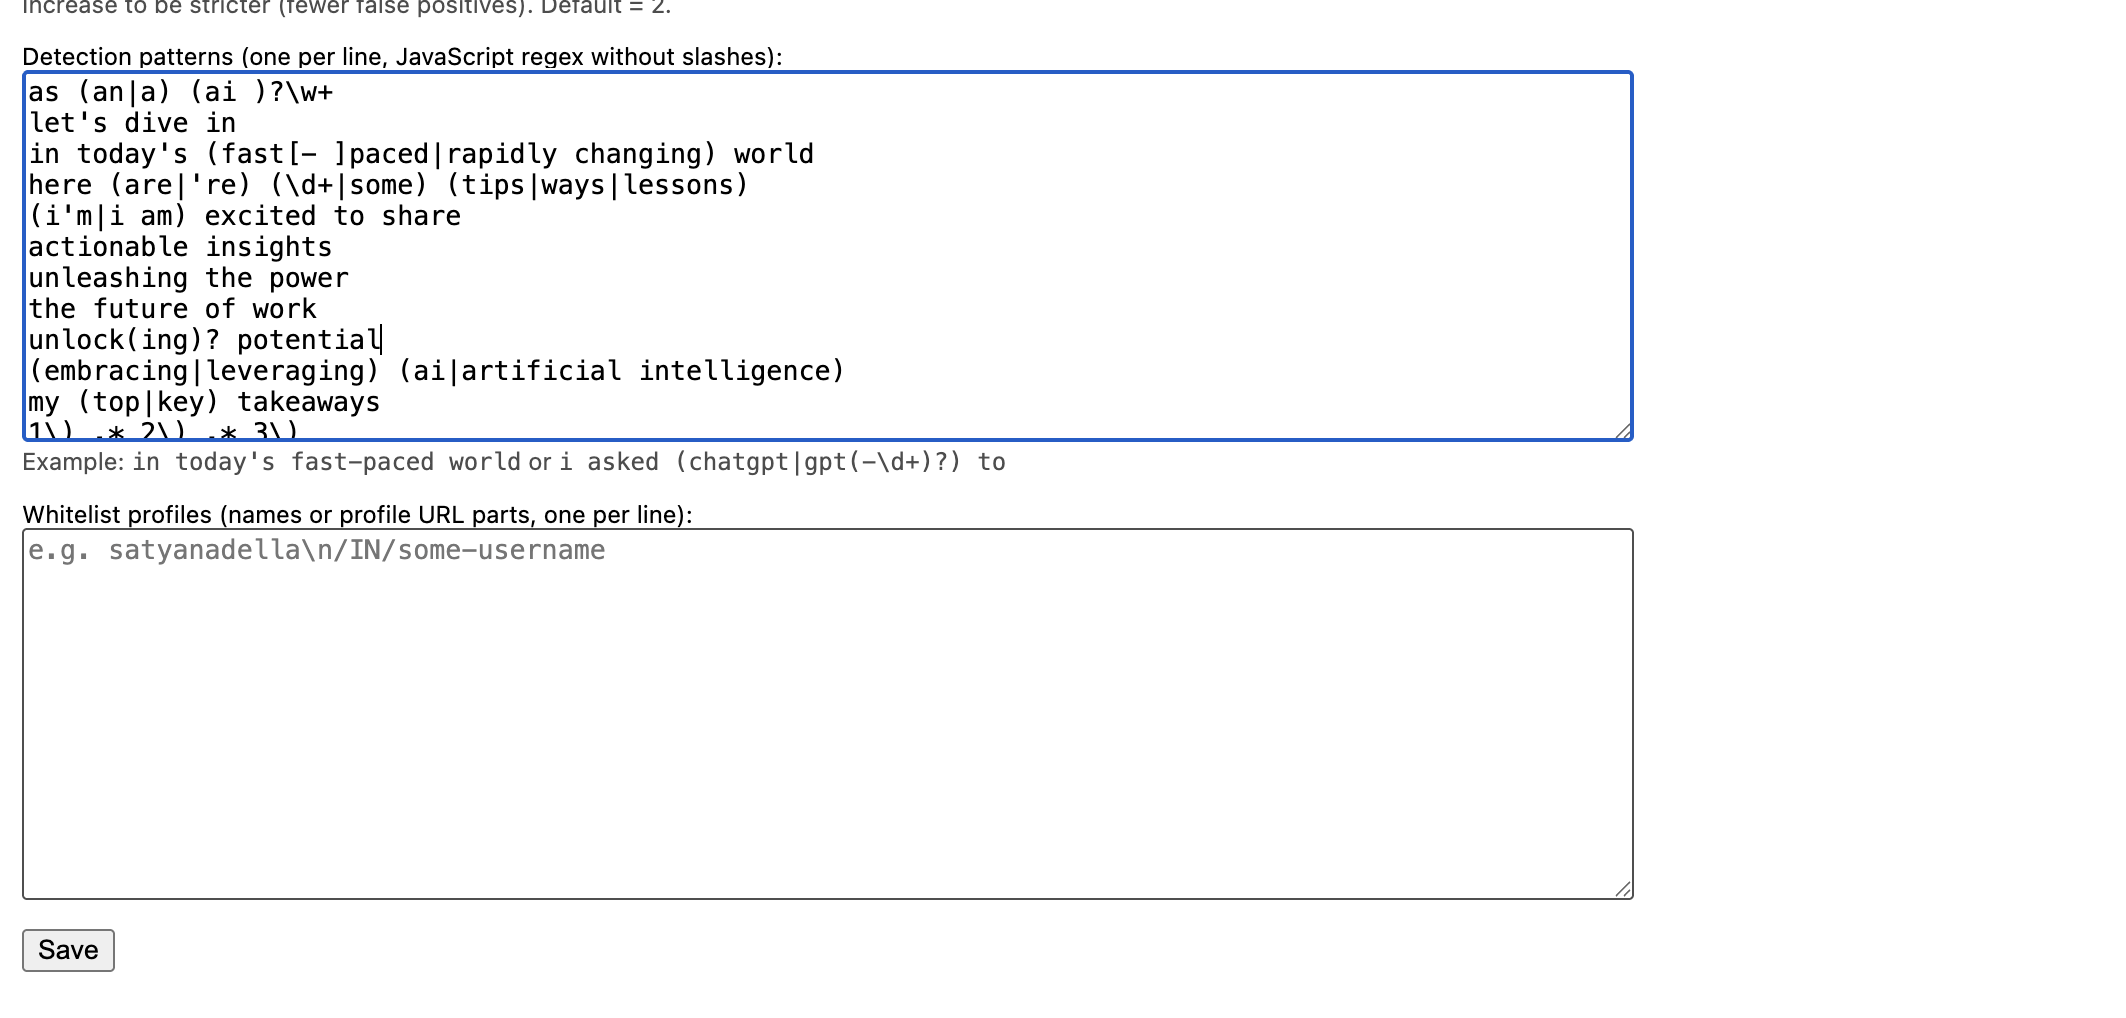 Increase to be stricter (fewer false positives). Default = 2.
Detection patterns (one per line, JavaScript regex without slashes):
as (an|a) (ai )?\w+
let's dive in
in today's (fast[- ]paced|rapidly changing) world
here (are|'re) (\d+|some) (tips|ways|lessons)
(i'm|i am) excited to share
actionable insights
unleashing the power
the future of work
unlock(ing)? potential
(embracing|leveraging) (ai|artificial intelligence)
my (top|key) takeaways
1\) .* 2\) .* 3\)
Example: in today's fast-paced world or i asked (chatgpt|gpt(-\d+)?) to
Whitelist profiles (names or profile URL parts, one per line):
e.g. satyanadella\n/IN/some-username
Save